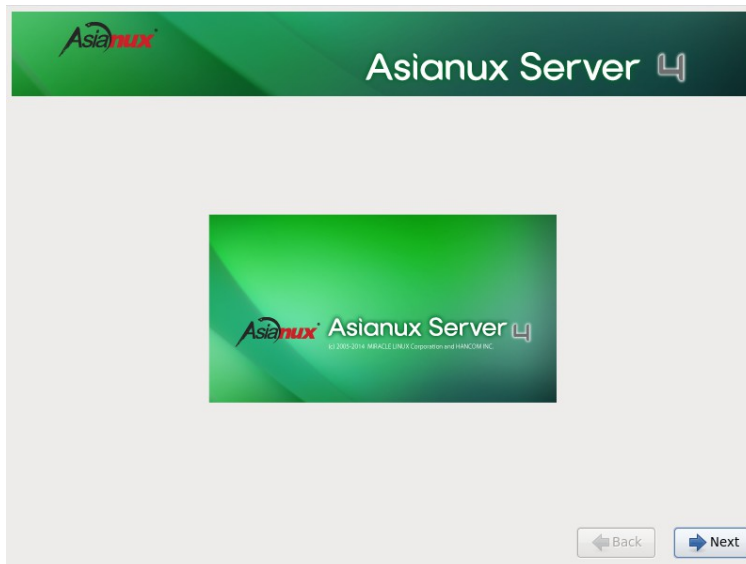 Asianux
Asianux Server 4
Asianux Asianux Server 4
(c) 2005-2014 MIRACLE LINUX Corporation and HANCOM INC.
Back Next